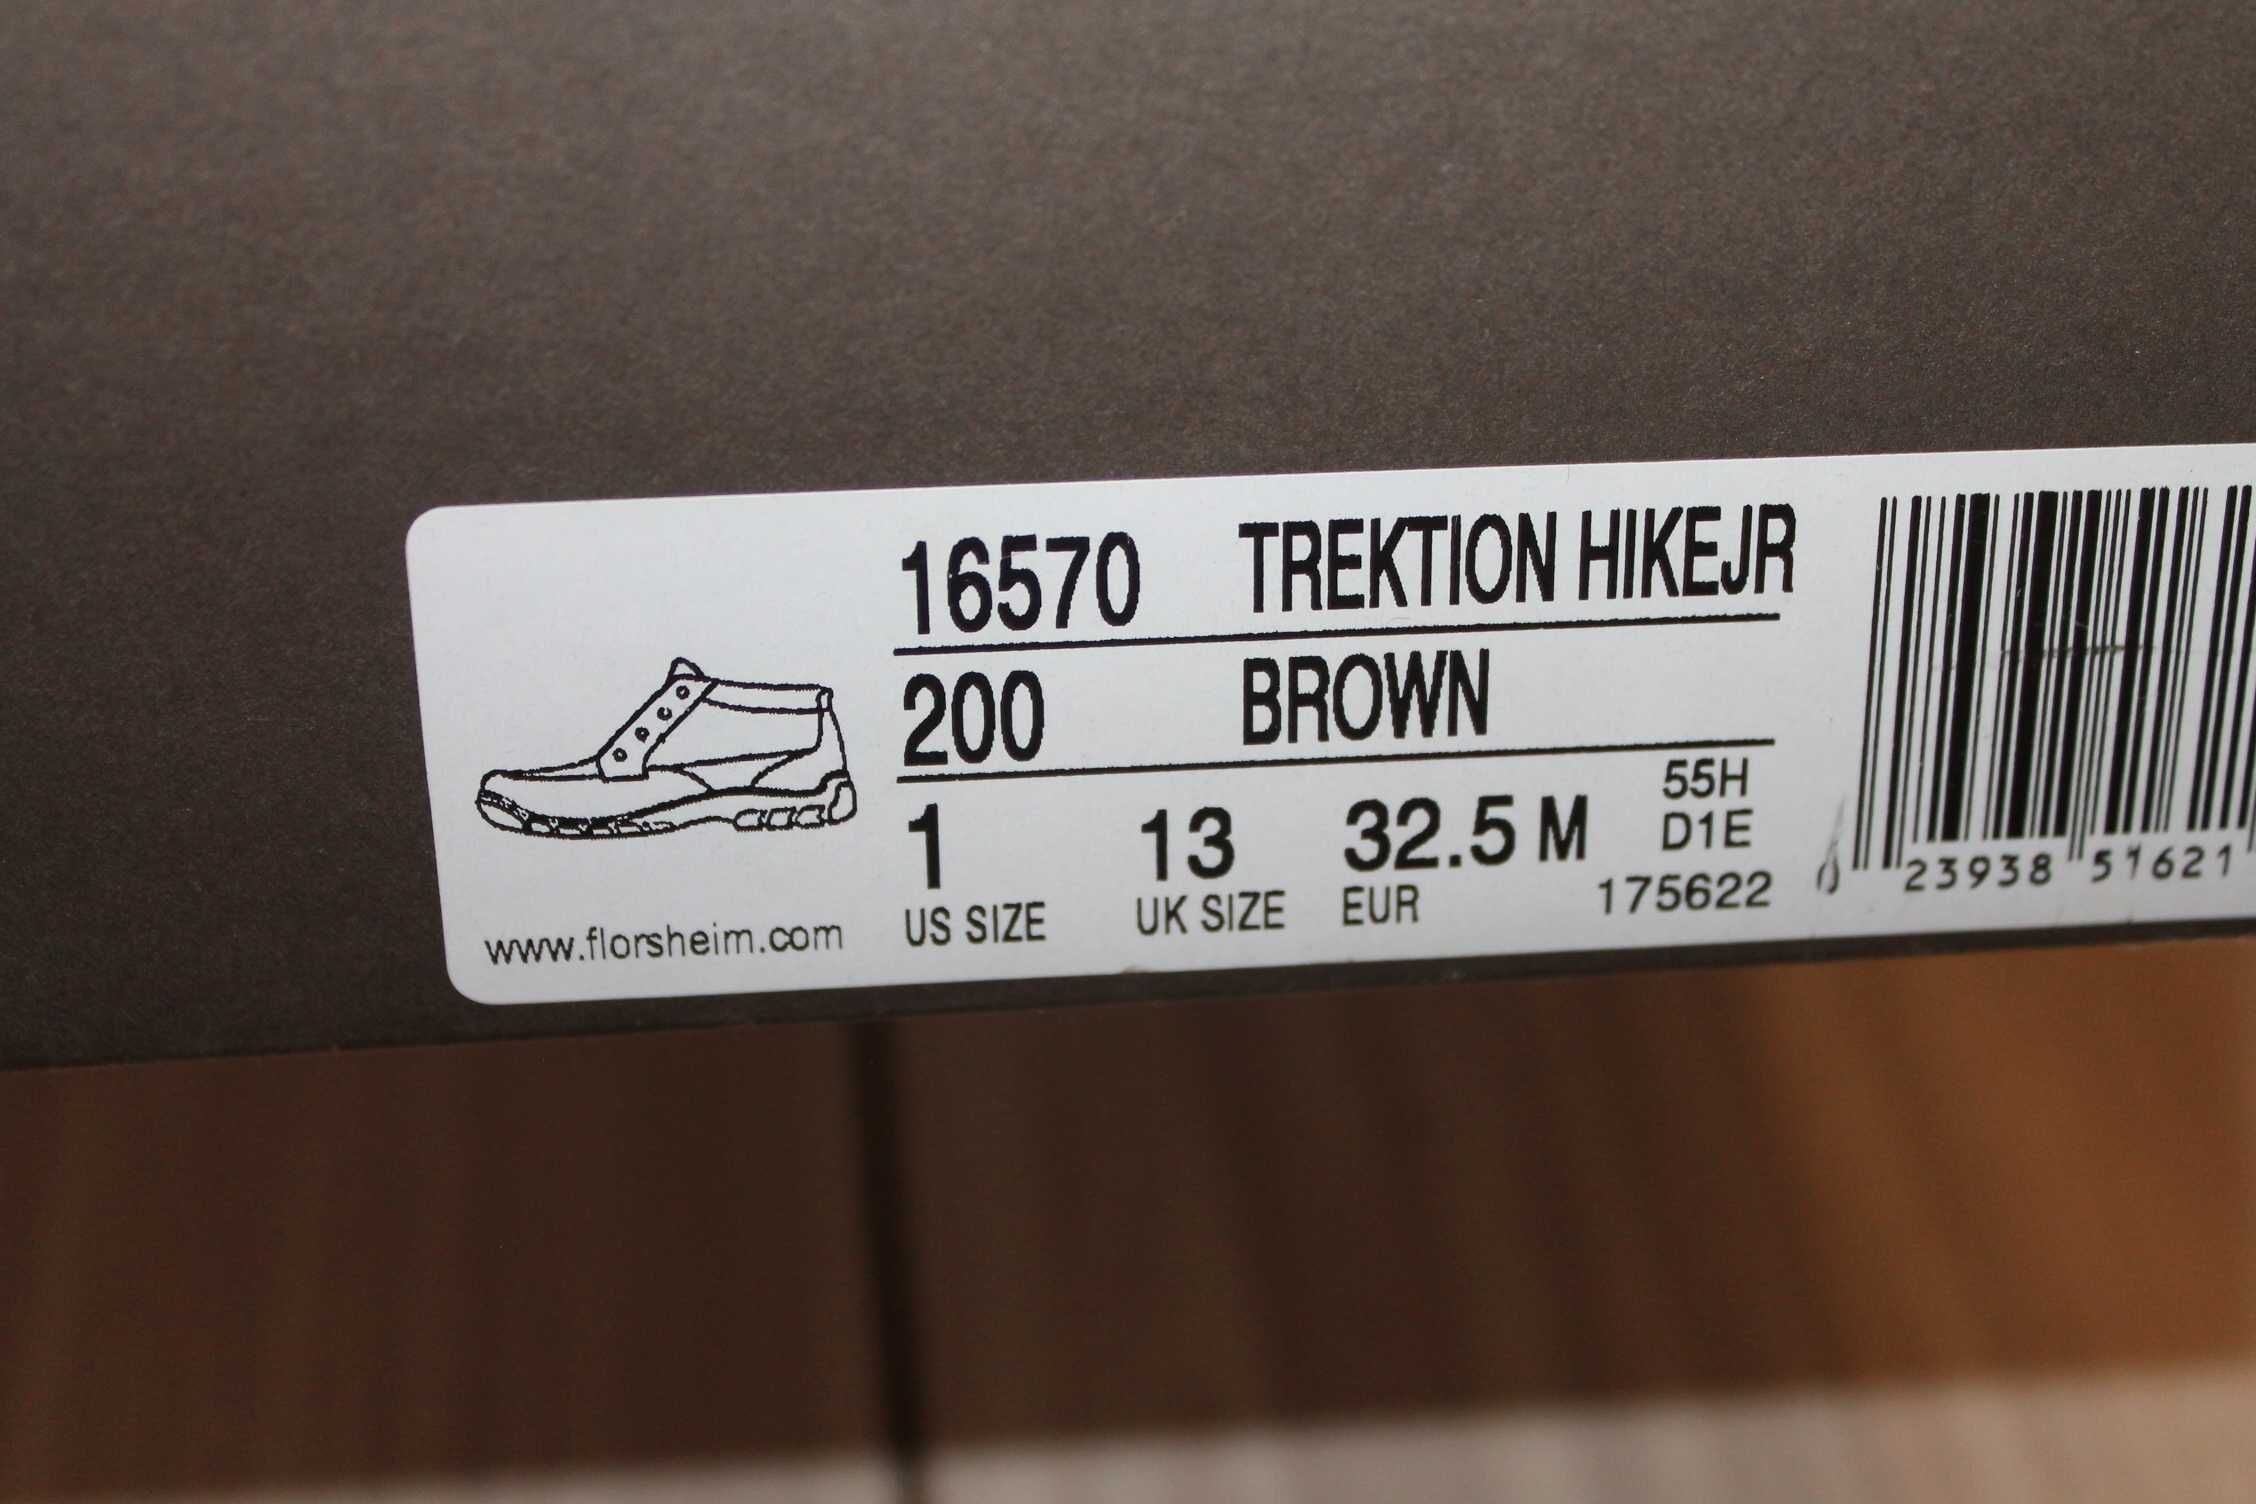 16570 TREKTION HIKEJR
200 BROWN
1 13 32.5 M
55H
D1E
US SIZE UK SIZE EUR
175622
www.florsheim.com
0 23938 51621